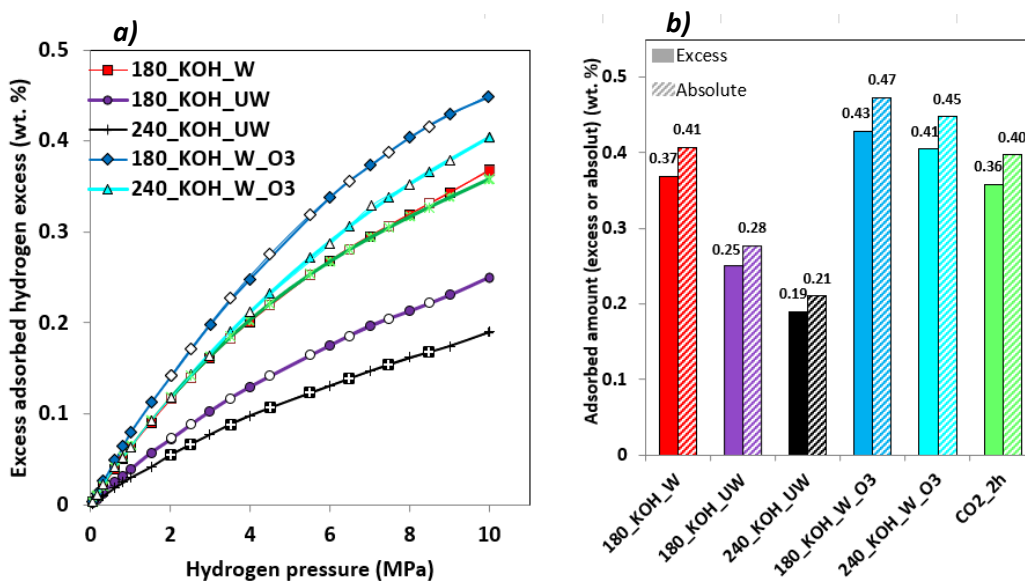 a)
Excess adsorbed hydrogen excess (wt. %)
0.5
0.4
0.3
0.2
0.1
0
180_KOH_W
180_KOH_UW
240_KOH_UW
180_KOH_W_O3
240_KOH_W_O3
0 2 4 6 8 10
Hydrogen pressure (MPa)
b)
Adsorbed amount (excess or absolut) (wt. %)
0.5
0.4
0.3
0.2
0.1
0
Excess
Absolute
0.37 0.41
0.25 0.28
0.19 0.21
0.43 0.47
0.41 0.45
0.36 0.40
180_KOH_W
180_KOH_UW
240_KOH_UW
180_KOH_W_O3
240_KOH_W_O3
CO2_2h